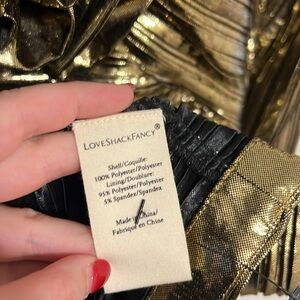 LOVESHACKFANCY®
Shell/Coquille:
100% Polyester/Polyester
Lining/Doublure:
95% Polyester/Polyester
5% Spandex/Spandex
Made in China/
Fabriqué en Chine